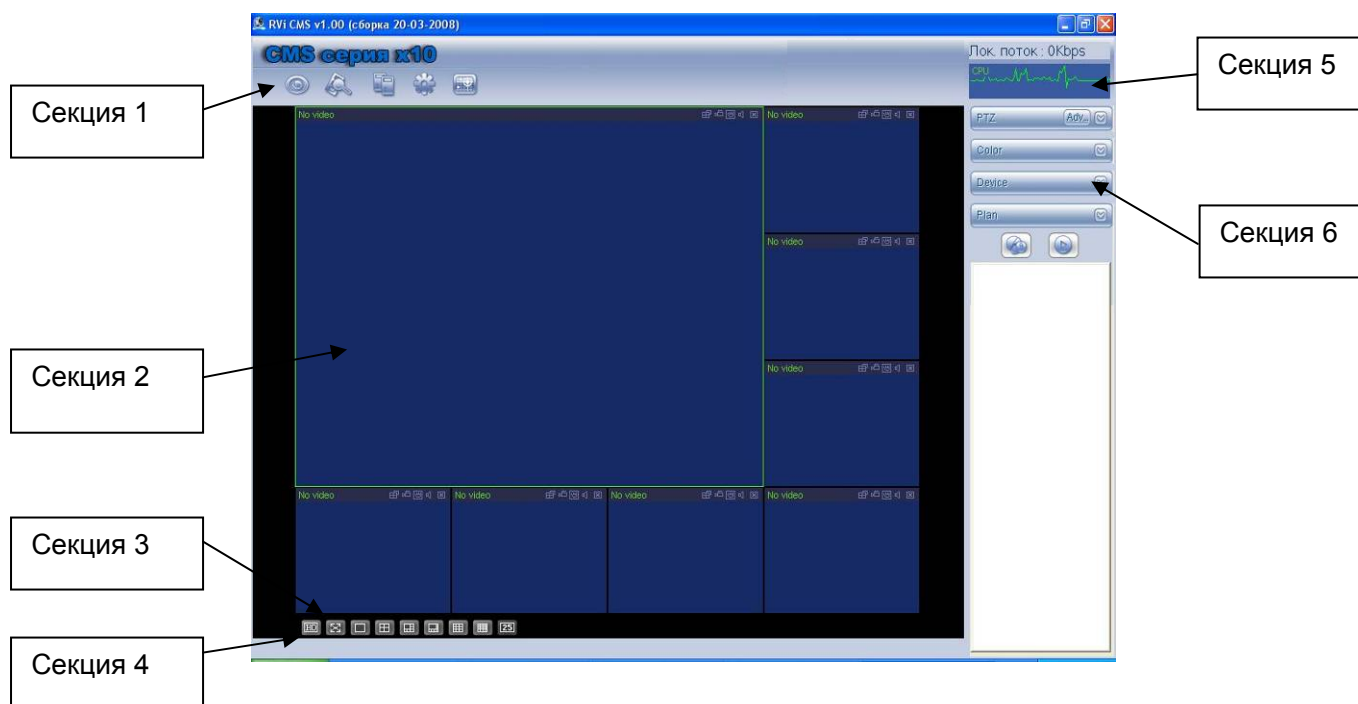 RVi CMS v1.00 (сборка 20-03-2008)
CMS серия x10
Лок. поток : 0Kbps
CPU
Секция 5
Секция 1
No video
No video
PTZ
Adv..
Color
Device
Plan
Секция 6
No video
Секция 2
No video
No video
No video
No video
No video
Секция 3
25
Секция 4